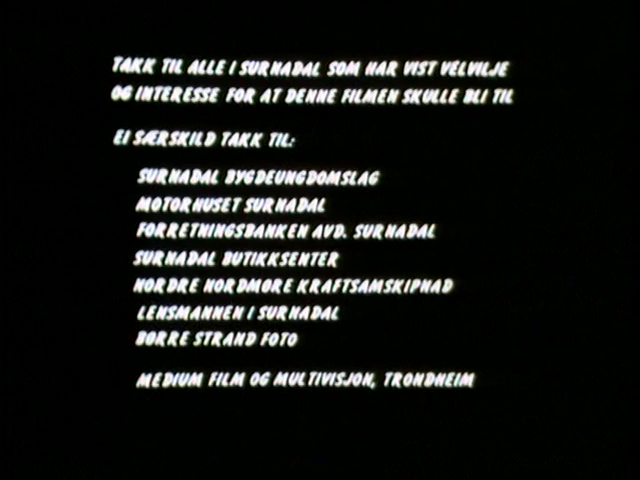 TAKK TIL ALLE I SURNADAL SOM HAR VIST VELVILJE
OG INTERESSE FOR AT DENNE FILMEN SKULLE BLI TIL
EI SÆRSKILD TAKK TIL:
SURNADAL BYGDEUNGDOMSLAG
MOTORHUSET SURNADAL
FORRETNINGSBANKEN AVD. SURNADAL
SURNADAL BUTIKKSENTER
NORDRE NORDMØRE KRAFTSAMSKIPNAD
LENSMANNEN I SURNADAL
BØRRE STRAND FOTO
MEDIUM FILM OG MULTIVISJON, TRONDHEIM